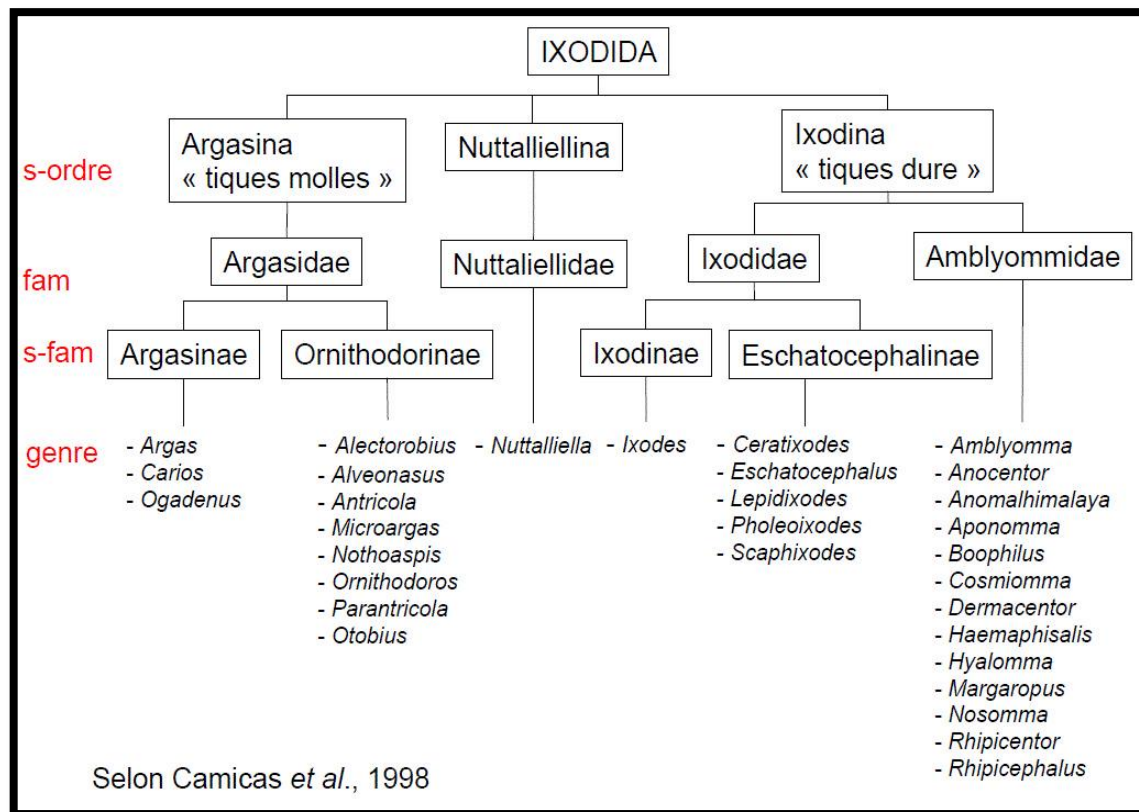 IXODIDA
s-ordre
Argasina
« tiques molles »
Nuttalliellina
Ixodina
« tiques dure »
fam
Argasidae
Nuttaliellidae
Ixodidae
Amblyommidae
s-fam
Argasinae
Ornithodorinae
Ixodinae
Eschatocephalinae
genre
- Argas
- Carios
- Ogadenus
- Alectorobius
- Alveonasus
- Antricola
- Microargas
- Nothoaspis
- Ornithodoros
- Parantricola
- Otobius
- Nuttalliella
- Ixodes
- Ceratixodes
- Eschatocephalus
- Lepidixodes
- Pholeoixodes
- Scaphixodes
- Amblyomma
- Anocentor
- Anomalhimalaya
- Aponomma
- Boophilus
- Cosmiomma
- Dermacentor
- Haemaphisalis
- Hyalomma
- Margaropus
- Nosomma
- Rhipicentor
- Rhipicephalus
Selon Camicas et al., 1998